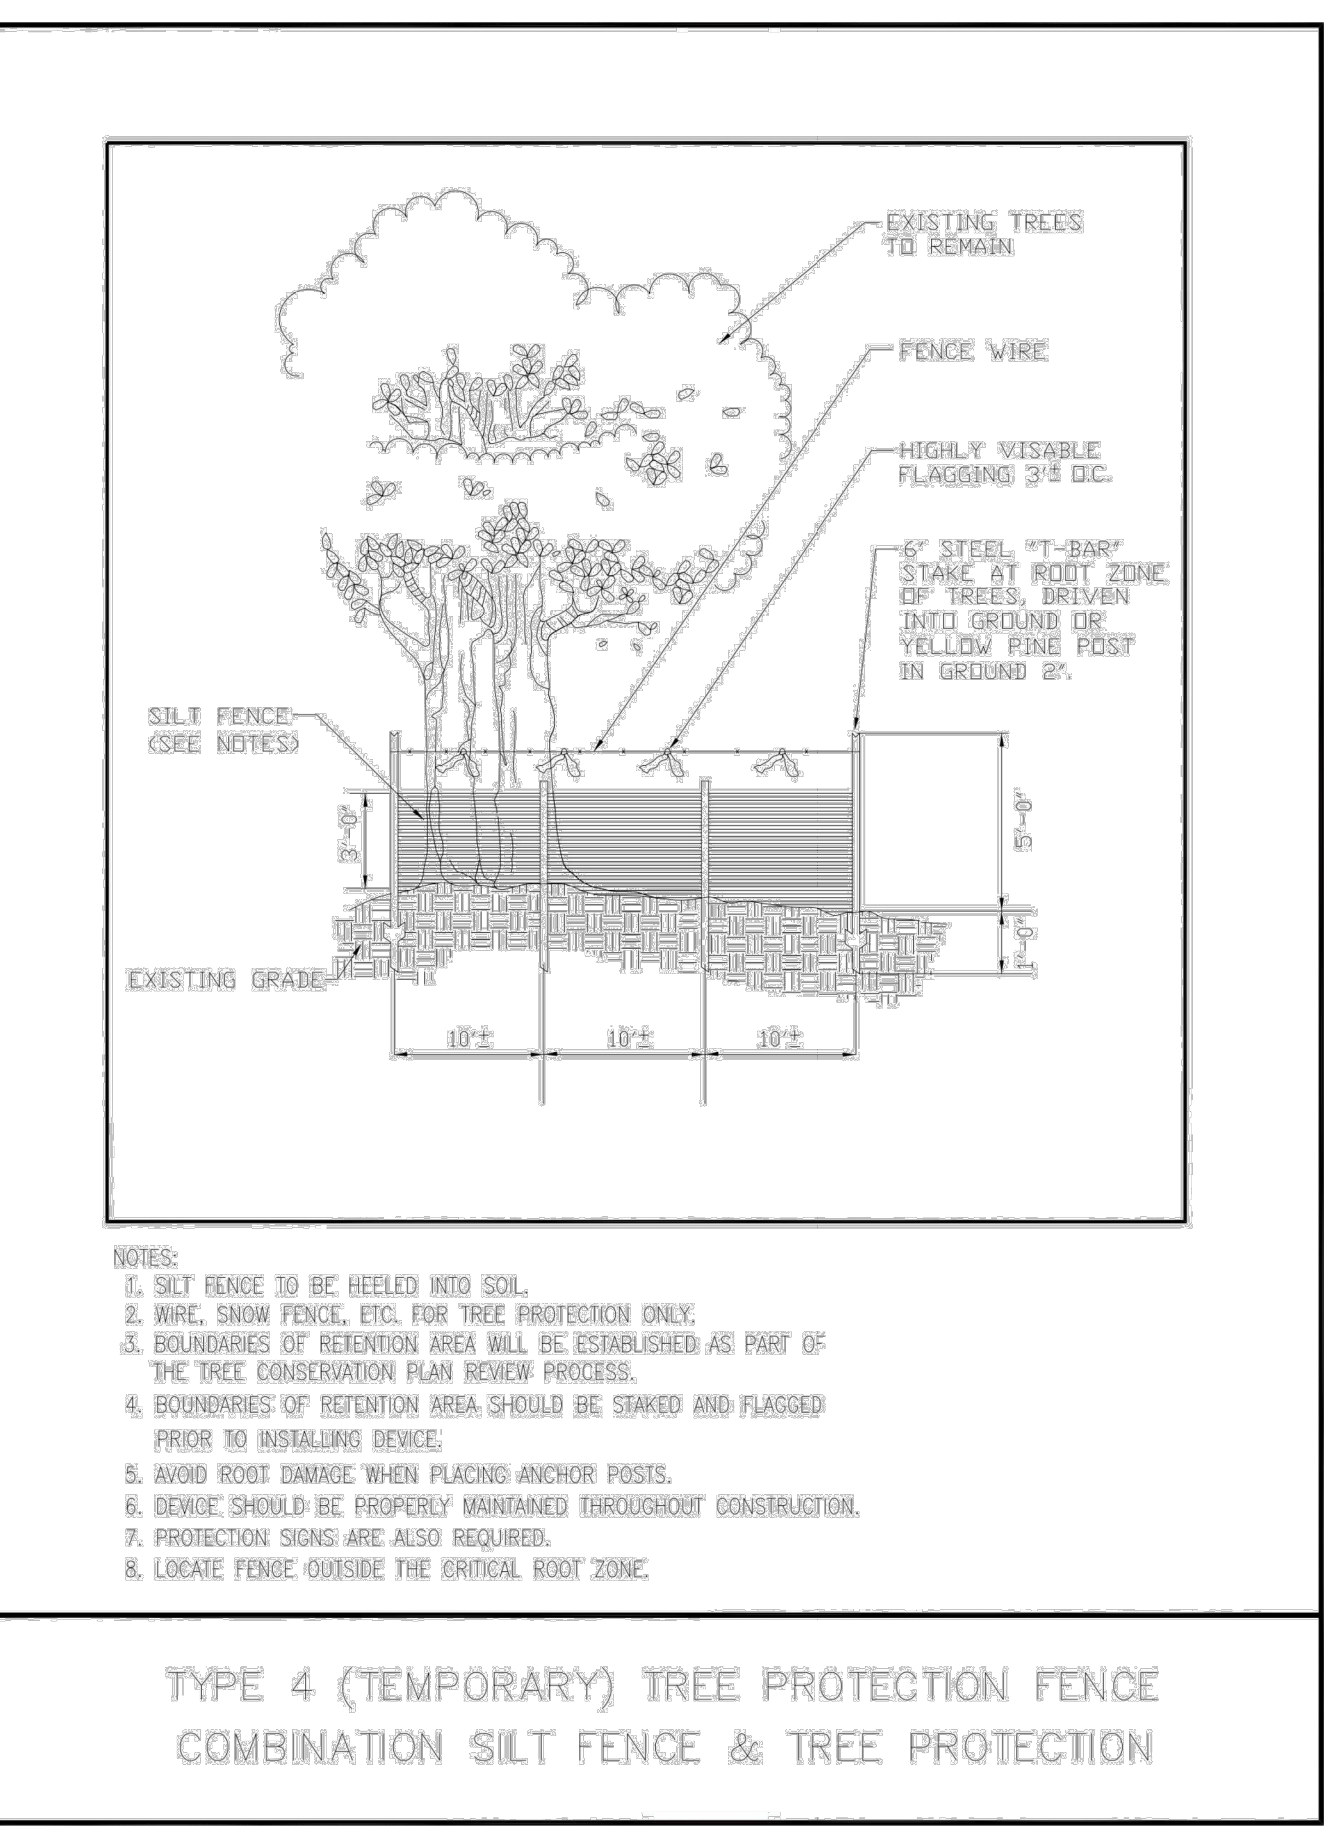 EXISTING TREES
TO REMAIN
FENCE WIRE
HIGHLY VISABLE
FLAGGING 3'± O.C.
6' STEEL "T-BAR"
STAKE AT ROOT ZONE
OF TREES, DRIVEN
INTO GROUND OR
YELLOW PINE POST
IN GROUND 2'.
SILT FENCE
(SEE NOTES)
3'-0"
5'-0"
1'-0"
EXISTING GRADE
10'± 10'± 10'±
NOTES:
1. SILT FENCE TO BE HEELED INTO SOIL.
2. WIRE, SNOW FENCE, ETC. FOR TREE PROTECTION ONLY.
3. BOUNDARIES OF RETENTION AREA WILL BE ESTABLISHED AS PART OF
THE TREE CONSERVATION PLAN REVIEW PROCESS.
4. BOUNDARIES OF RETENTION AREA SHOULD BE STAKED AND FLAGGED
PRIOR TO INSTALLING DEVICE.
5. AVOID ROOT DAMAGE WHEN PLACING ANCHOR POSTS.
6. DEVICE SHOULD BE PROPERLY MAINTAINED THROUGHOUT CONSTRUCTION.
7. PROTECTION SIGNS ARE ALSO REQUIRED.
8. LOCATE FENCE OUTSIDE THE CRITICAL ROOT ZONE.
TYPE 4 (TEMPORARY) TREE PROTECTION FENCE
COMBINATION SILT FENCE & TREE PROTECTION